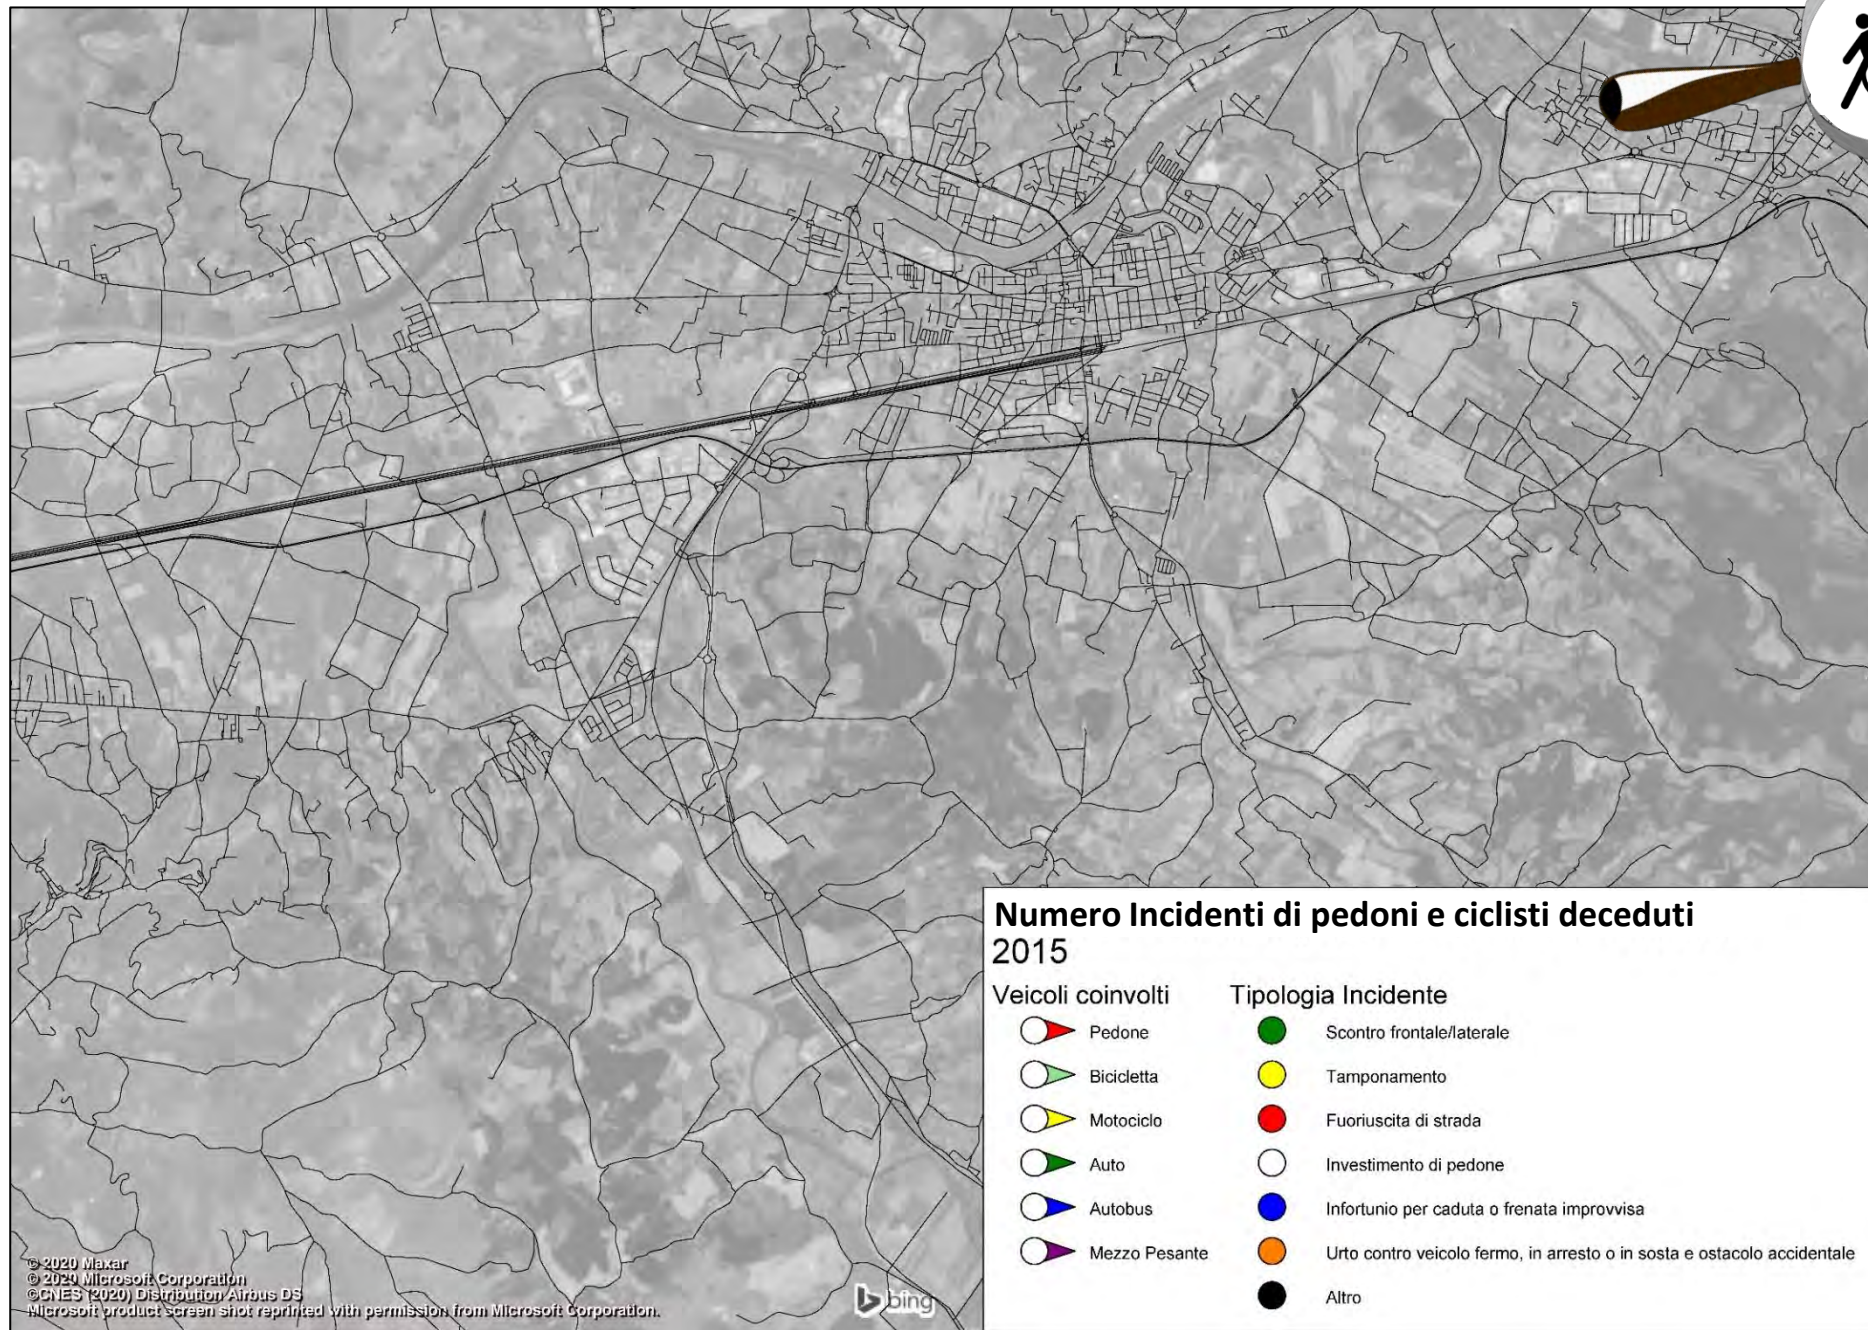 Numero Incidenti di pedoni e ciclisti deceduti
2015
Veicoli coinvolti
Pedone
Bicicletta
Motociclo
Auto
Autobus
Mezzo Pesante
Tipologia Incidente
Scontro frontale/laterale
Tamponamento
Fuoriuscita di strada
Investimento di pedone
Infortunio per caduta o frenata improvvisa
Urto contro veicolo fermo, in arresto o in sosta e ostacolo accidentale
Altro
© 2020 Maxar
© 2020 Microsoft Corporation
©CNES (2020) Distribution Airbus DS
Microsoft product screen shot reprinted with permission from Microsoft Corporation.
bing